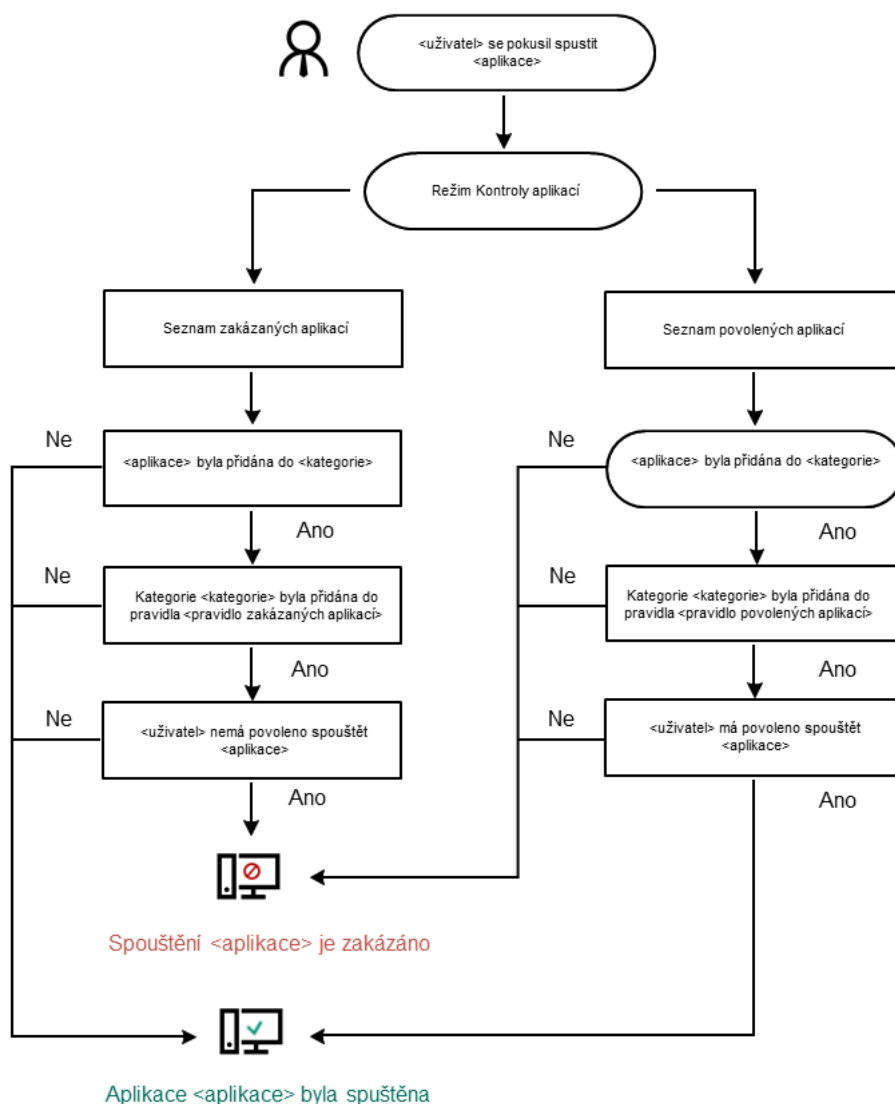 <uživatel> se pokusil spustit
<aplikace>
Režim Kontroly aplikací
Seznam zakázaných aplikací
Seznam povolených aplikací
Ne
<aplikace> byla přidána do <kategorie>
Ne
<aplikace> byla přidána do <kategorie>
Ano
Ano
Ne
Kategorie <kategorie> byla přidána do
pravidla <pravidlo zakázaných aplikací>
Ne
Kategorie <kategorie> byla přidána do
pravidla <pravidlo povolených aplikací>
Ano
Ano
Ne
<uživatel> nemá povoleno spouštět
<aplikace>
Ne
<uživatel> má povoleno spouštět
<aplikace>
Ano
Ano
Spouštění <aplikace> je zakázáno
Aplikace <aplikace> byla spuštěna